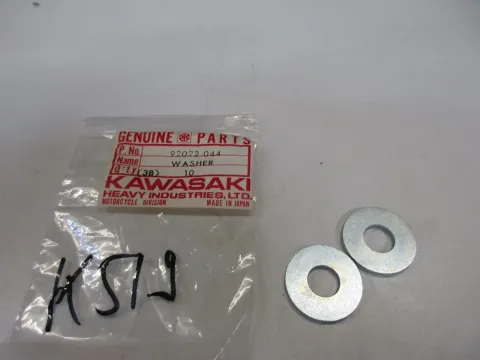 GENUINE PARTS
P. No. 92022-044
Name WASHER
Q'ty (38) 10
KAWASAKI
HEAVY INDUSTRIES, LTD.
MOTORCYCLE DIVISION MADE IN JAPAN
K519